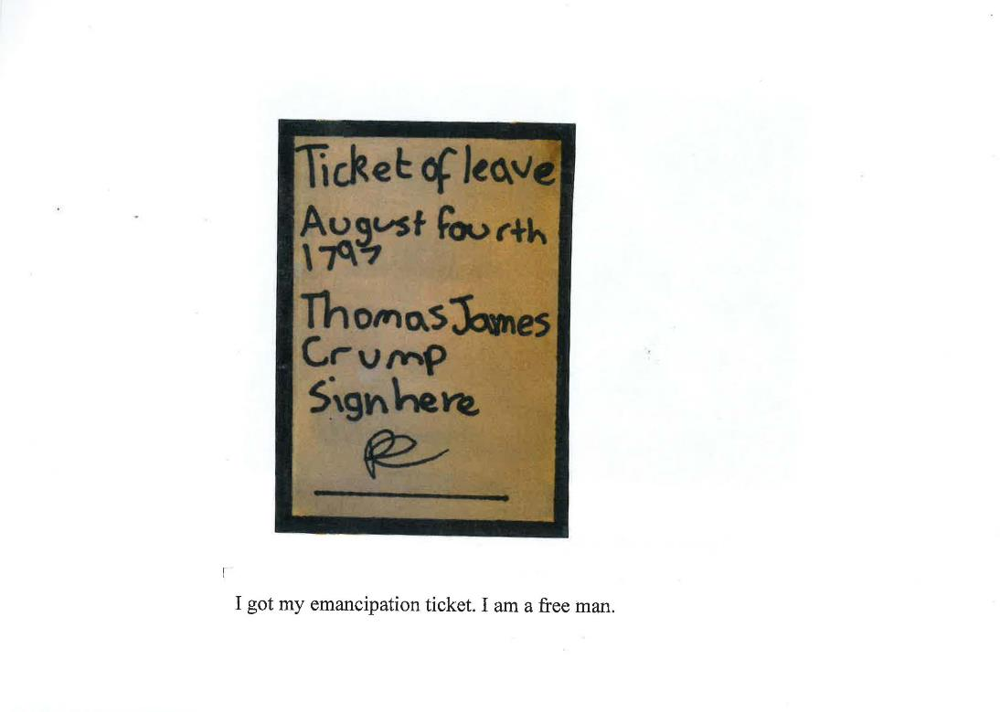 Ticket of leave
August fourth
1797
Thomas James
Crump
Sign here
I got my emancipation ticket. I am a free man.